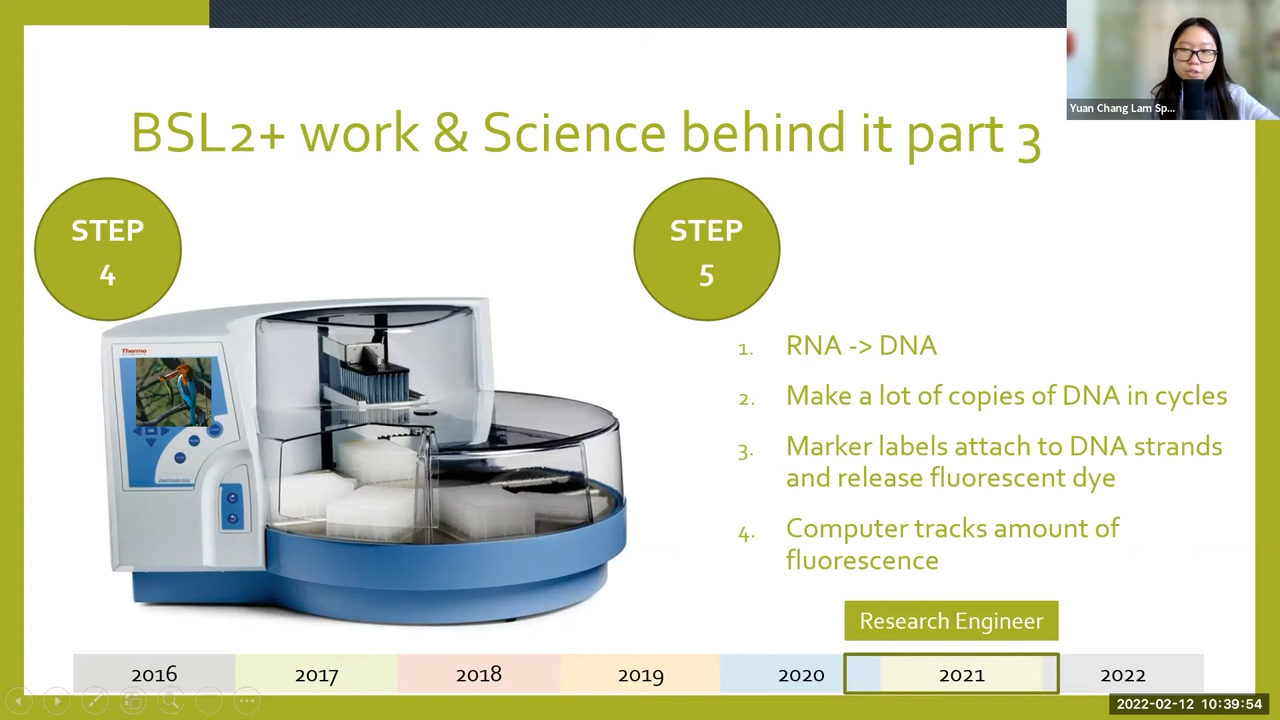 Yuan Chang Lam Sp...
BSL2+ work & Science behind it part 3
STEP
4
STEP
5
Thermo
1. RNA -> DNA
2. Make a lot of copies of DNA in cycles
3. Marker labels attach to DNA strands
and release fluorescent dye
4. Computer tracks amount of
fluorescence
Research Engineer
2016 2017 2018 2019 2020 2021 2022
2022-02-12 10:39:54